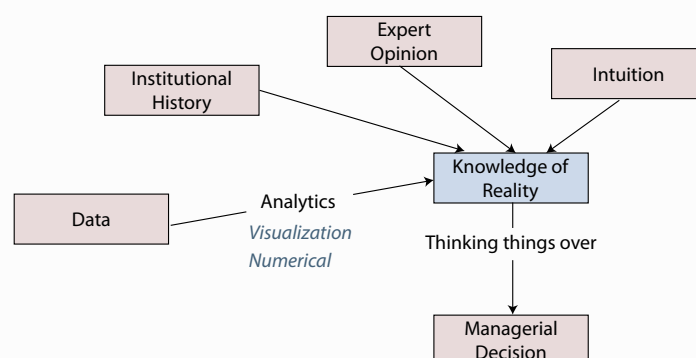 Expert
Opinion
Institutional
History
Intuition
Knowledge of
Reality
Data
Analytics
Visualization
Numerical
Thinking things over
Managerial
Decision